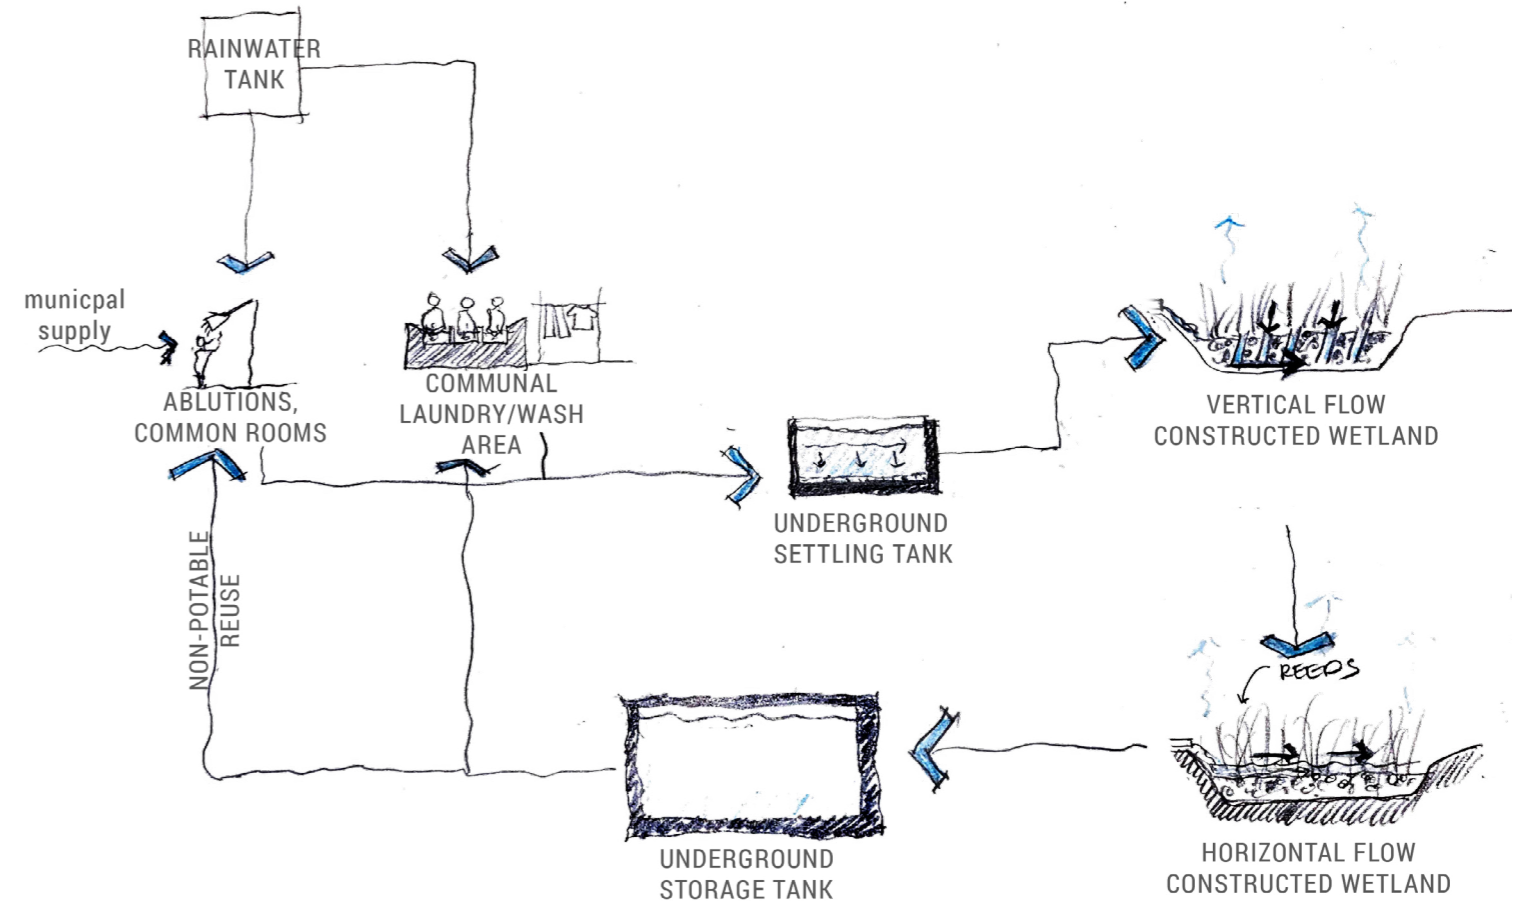 RAINWATER
TANK
municpal
supply
ABLUTIONS,
COMMON ROOMS
COMMUNAL
LAUNDRY/WASH
AREA
VERTICAL FLOW
CONSTRUCTED WETLAND
UNDERGROUND
SETTLING TANK
NON-POTABLE
REUSE
REEDS
UNDERGROUND
STORAGE TANK
HORIZONTAL FLOW
CONSTRUCTED WETLAND